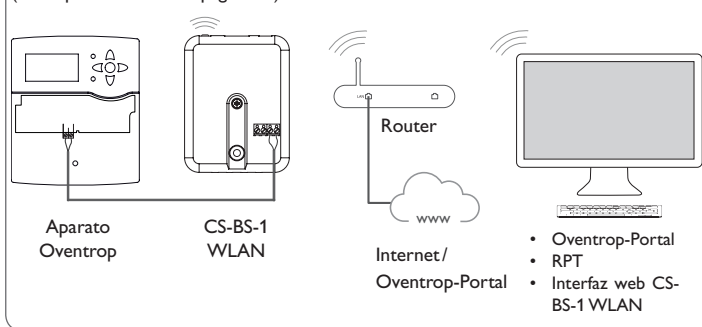 LAN
Router
www
Aparato
Oventrop
CS-BS-1
WLAN
Internet/
Oventrop-Portal
• Oventrop-Portal
• RPT
• Interfaz web CS-
BS-1 WLAN